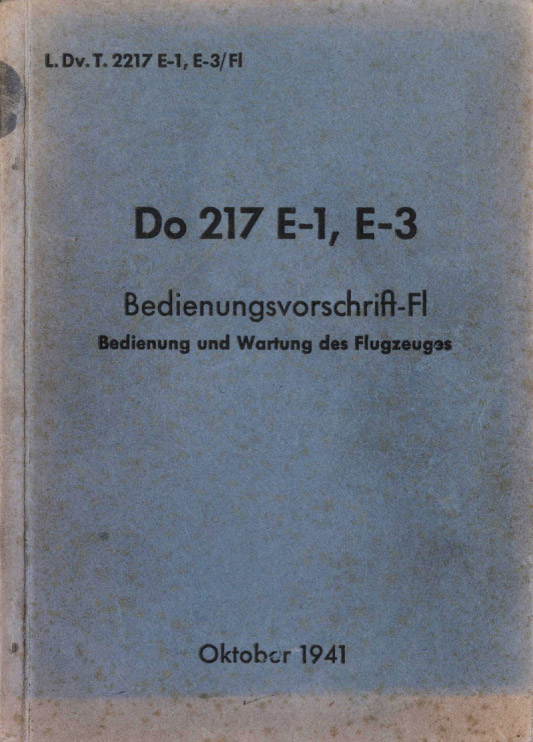 L.Dv.T. 2217 E-1, E-3/Fl
Do 217 E-1, E-3
Bedienungsvorschrift-Fl
Bedienung und Wartung des Flugzeuges
Oktober 1941